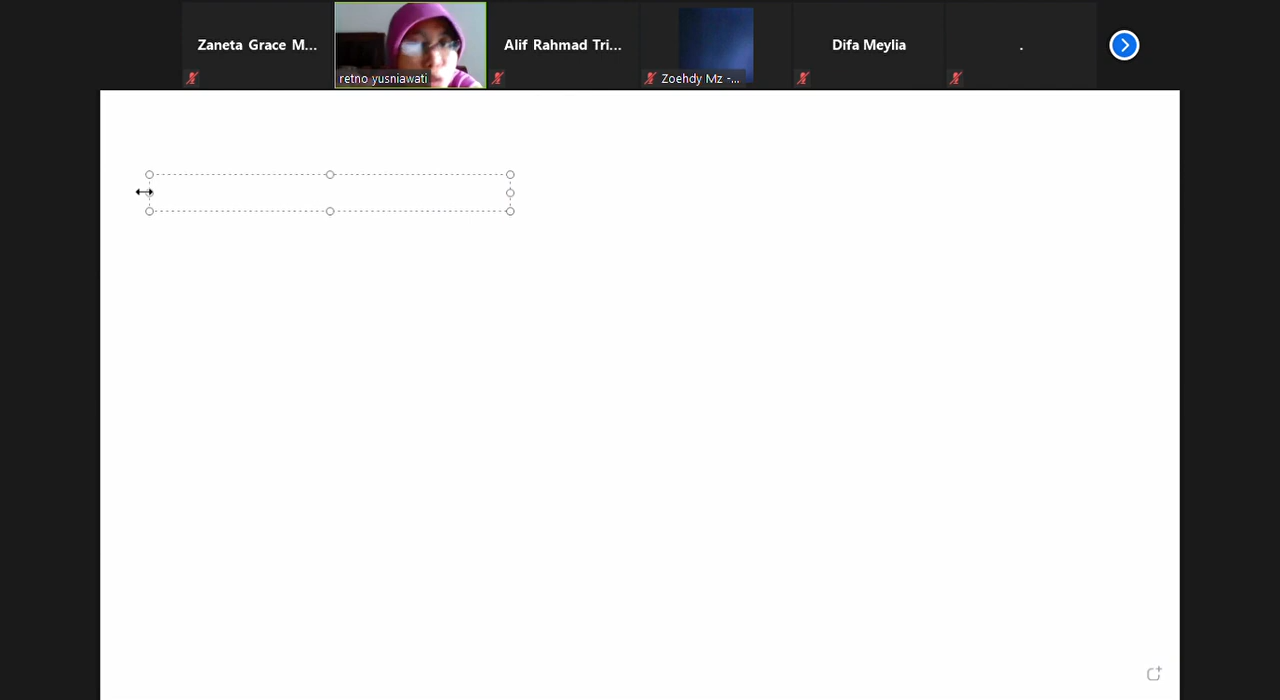 Zaneta Grace M...
retno yusniawati
Alif Rahmad Tri...
Zoehdy Mz -...
Difa Meylia
.